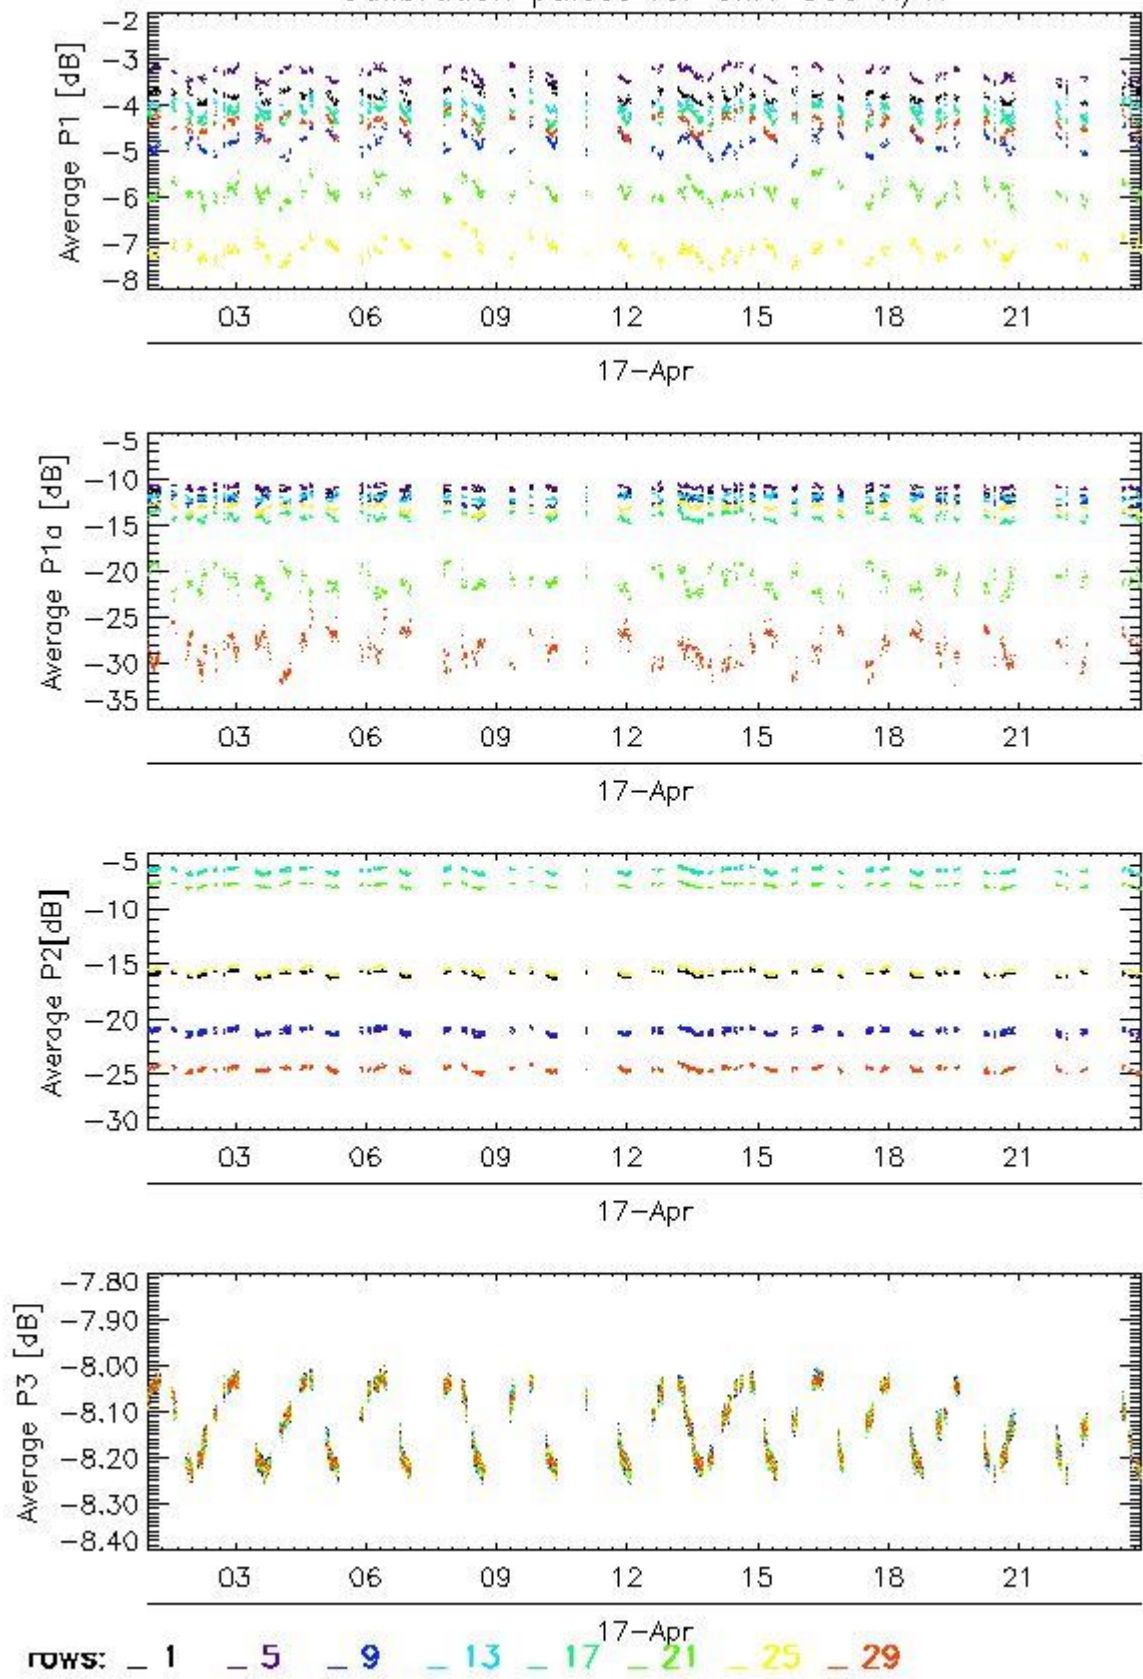 Average P1 [dB]
-2
-3
-4
-5
-6
-7
-8
03 06 09 12 15 18 21
17-Apr
Average P1a [dB]
-5
-10
-15
-20
-25
-30
-35
03 06 09 12 15 18 21
17-Apr
Average P2[dB]
-5
-10
-15
-20
-25
-30
03 06 09 12 15 18 21
17-Apr
Average P3 [dB]
-7.80
-7.90
-8.00
-8.10
-8.20
-8.30
-8.40
03 06 09 12 15 18 21
17-Apr
rows: _ 1 _ 5 _ 9 _ 13 _ 17 _ 21 _ 25 _ 29